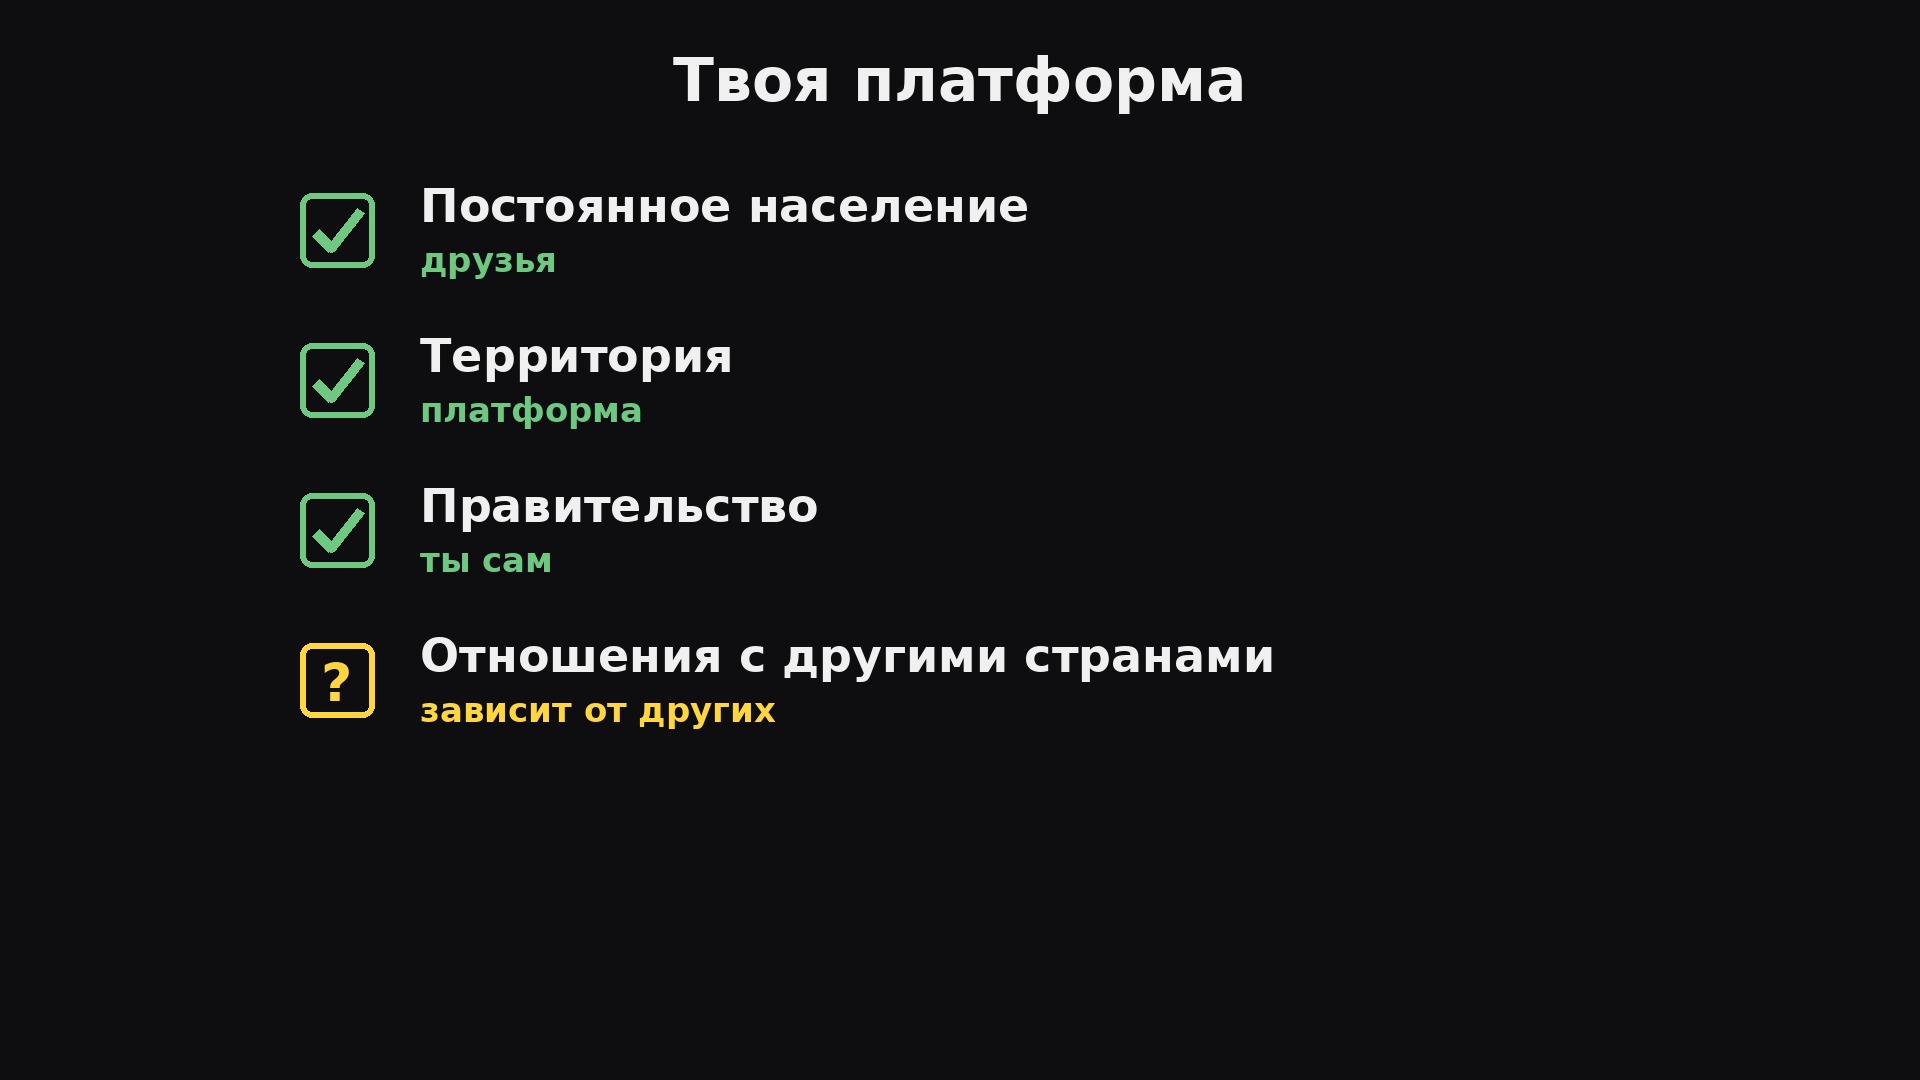 Твоя платформа
Постоянное население
друзья
Территория
платформа
Правительство
ты сам
?
Отношения с другими странами
зависит от других